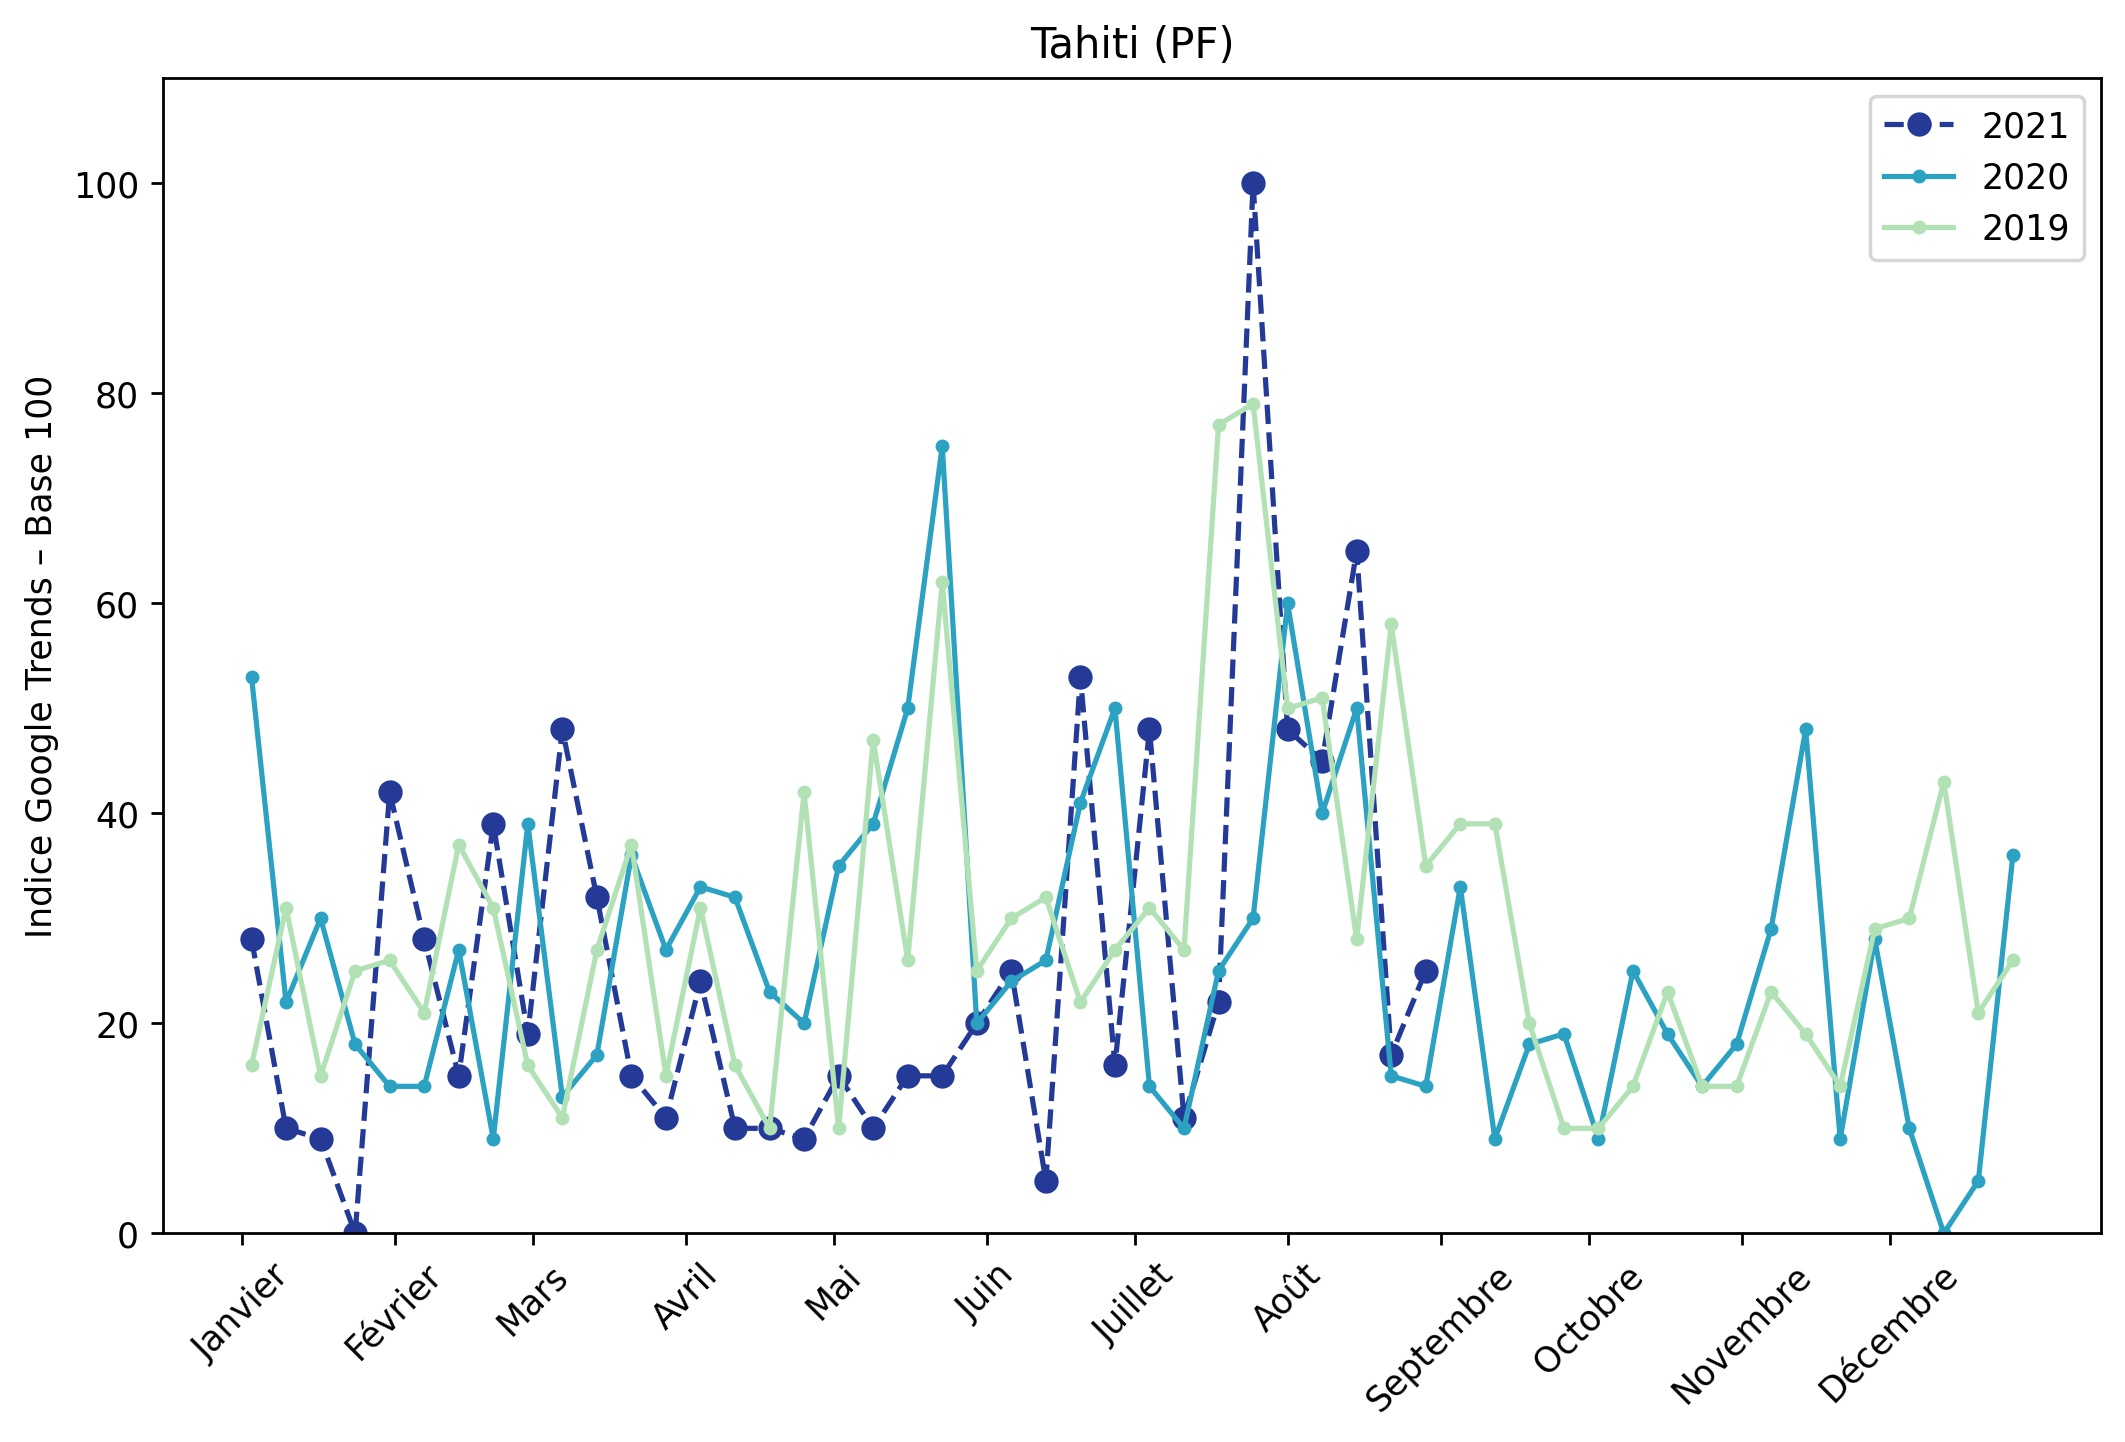 Tahiti (PF)
Indice Google Trends – Base 100
100
80
60
40
20
0
2021
2020
2019
Janvier
Février
Mars
Avril
Mai
Juin
Juillet
Août
Septembre
Octobre
Novembre
Décembre